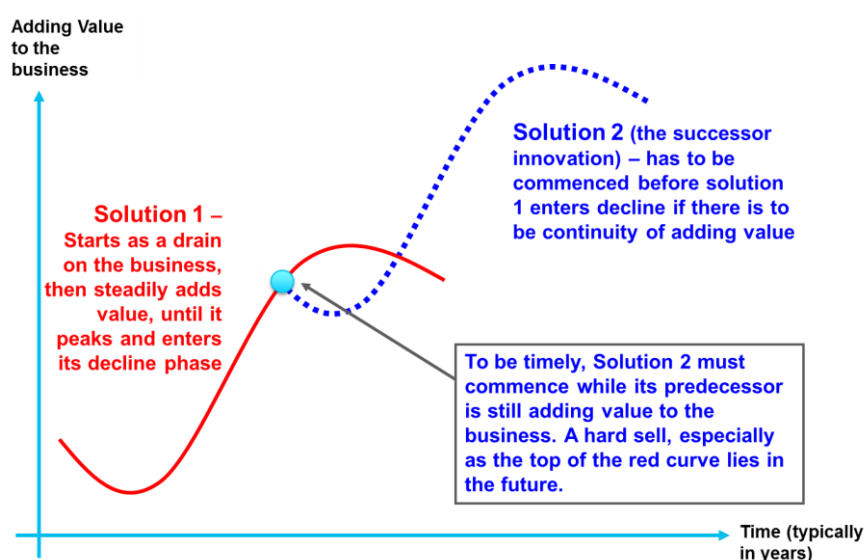 Adding Value
to the
business
Solution 1 –
Starts as a drain
on the business,
then steadily adds
value, until it
peaks and enters
its decline phase
Solution 2 (the successor
innovation) – has to be
commenced before solution
1 enters decline if there is to
be continuity of adding value
To be timely, Solution 2 must
commence while its predecessor
is still adding value to the
business. A hard sell, especially
as the top of the red curve lies in
the future.
Time (typically
in years)